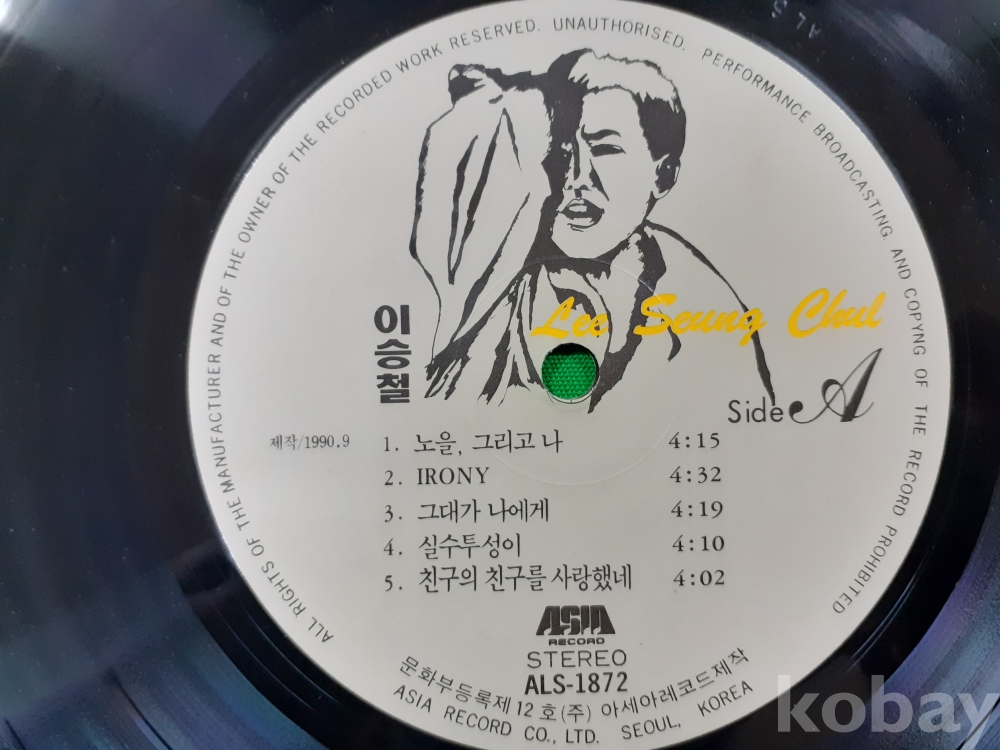 ALL RIGHTS OF THE MANUFACTURER AND OF THE OWNER OF THE RECORDED WORK RESERVED. UNAUTHORISED. PERFORMANCE BROADCASTING, AND COPYNG OF THE RECORD PROHIBITED
AL 3
이승철
Lee Seung Chul
Side A
제작/1990.9
1. 노을, 그리고 나 4:15
2. IRONY 4:32
3. 그대가 나에게 4:19
4. 실수투성이 4:10
5. 친구의 친구를 사랑했네 4:02
ASIA
RECORD
STEREO
ALS-1872
문화부등록제 12 호 (주) 아세아레코드제작
ASIA RECORD CO., LTD. SEOUL, KOREA
kobay